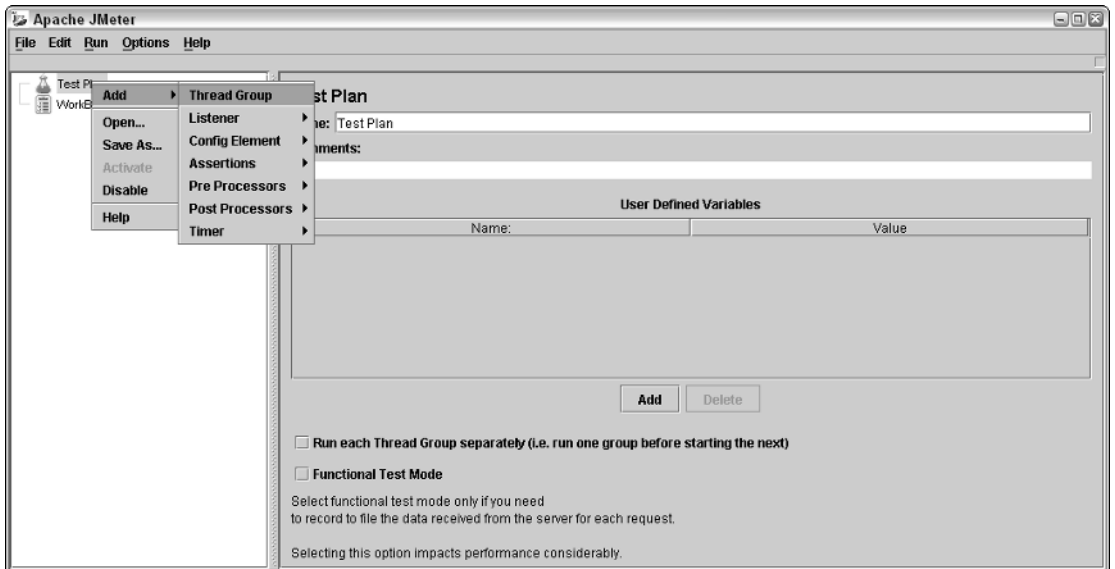 Apache JMeter
File Edit Run Options Help
Test Pl
WorkB
Add
Open...
Save As...
Activate
Disable
Help
Thread Group
Listener
Config Element
Assertions
Pre Processors
Post Processors
Timer
st Plan
ne: Test Plan
mments:
User Defined Variables
Name: Value
Add Delete
Run each Thread Group separately (i.e. run one group before starting the next)
Functional Test Mode
Select functional test mode only if you need
to record to file the data received from the server for each request.
Selecting this option impacts performance considerably.